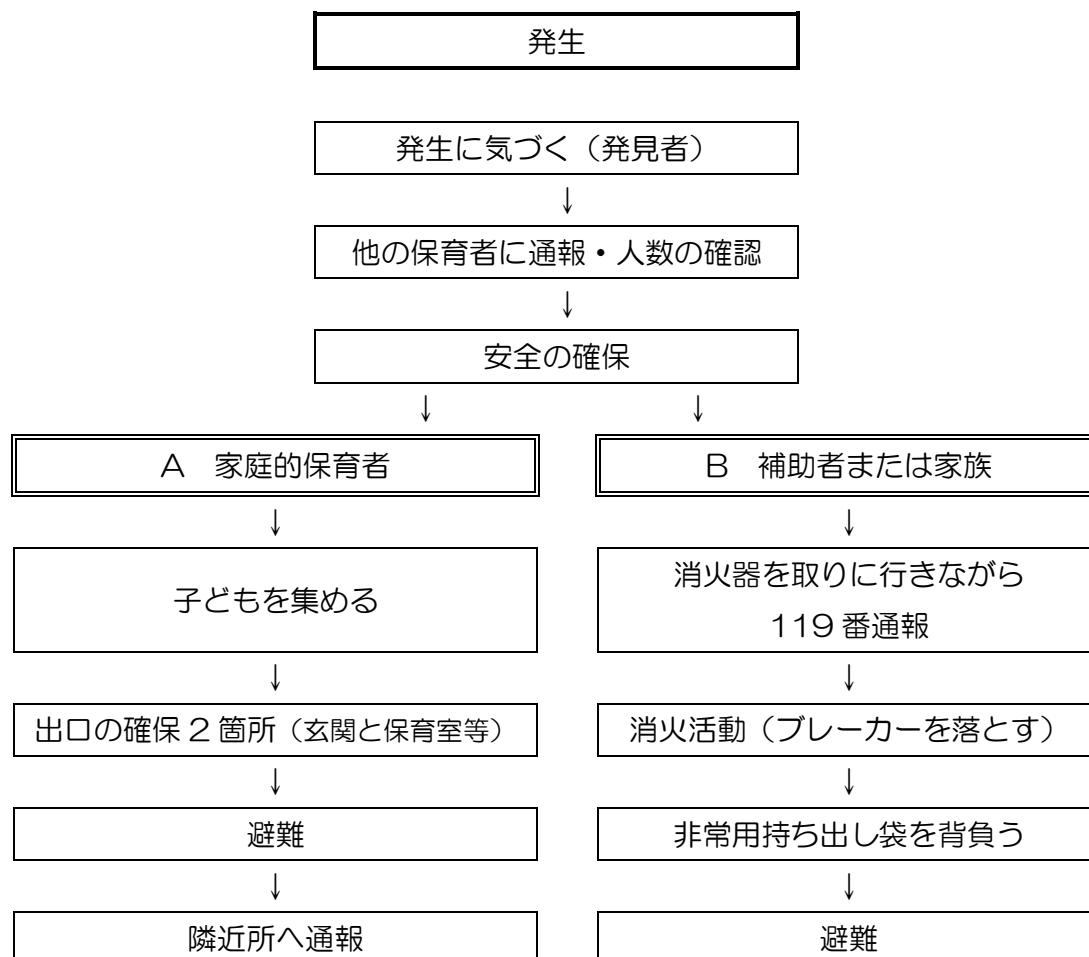 発生
発生に気づく（発見者）
↓
他の保育者に通報・人数の確認
↓
安全の確保
↓ ↓
A　家庭的保育者
↓
子どもを集める
↓
出口の確保２箇所（玄関と保育室等）
↓
避難
↓
隣近所へ通報
B　補助者または家族
↓
消火器を取りに行きながら
119番通報
↓
消火活動（ブレーカーを落とす）
↓
非常用持ち出し袋を背負う
↓
避難